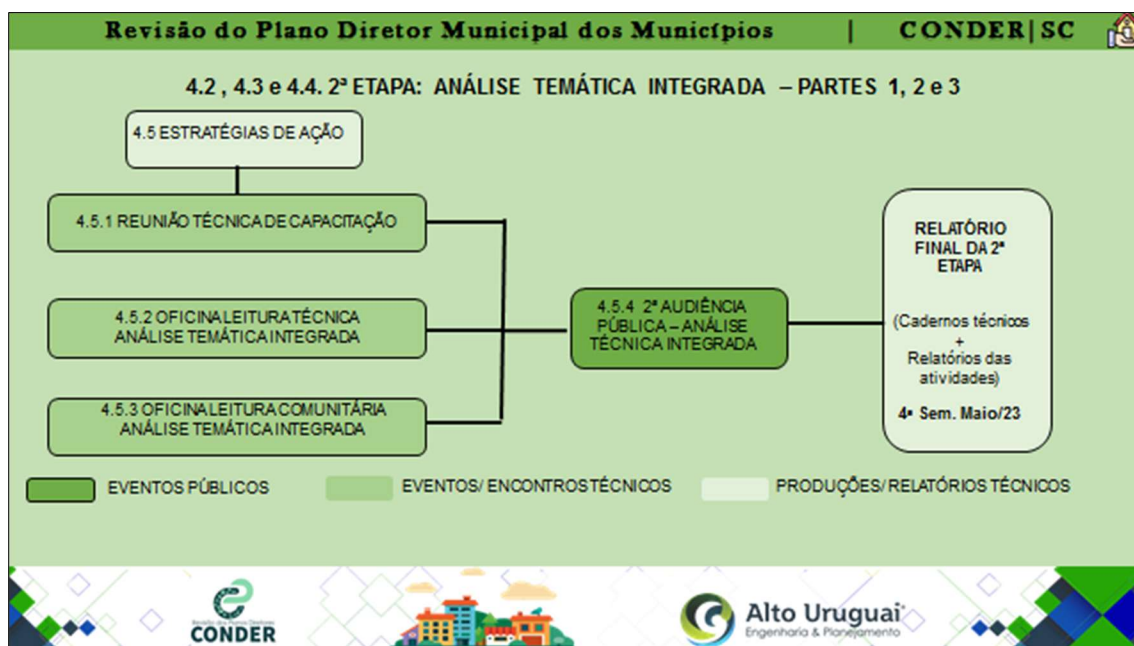 Revisão do Plano Diretor Municipal dos Municípios | CONDER|SC
4.2 , 4.3 e 4.4. 2ª ETAPA: ANÁLISE TEMÁTICA INTEGRADA – PARTES 1, 2 e 3
4.5 ESTRATÉGIAS DE AÇÃO
4.5.1 REUNIÃO TÉCNICA DE CAPACITAÇÃO
4.5.2 OFICINA LEITURA TÉCNICA
ANÁLISE TEMÁTICA INTEGRADA
4.5.3 OFICINA LEITURA COMUNITÁRIA
ANÁLISE TEMÁTICA INTEGRADA
4.5.4 2ª AUDIÊNCIA
PÚBLICA – ANÁLISE
TÉCNICA INTEGRADA
RELATÓRIO
FINAL DA 2ª
ETAPA
(Cadernos técnicos
+
Relatórios das
atividades)
4ª Sem. Maio/23
EVENTOS PÚBLICOS
EVENTOS/ ENCONTROS TÉCNICOS
PRODUÇÕES/ RELATÓRIOS TÉCNICOS
Revisão dos Planos Diretores
CONDER
Alto Uruguai
Engenharia & Planejamento